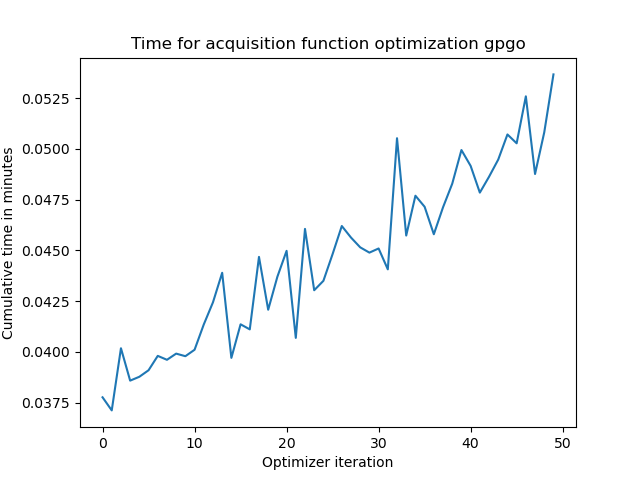 Time for acquisition function optimization gpgo
Cumulative time in minutes
0.0525
0.0500
0.0475
0.0450
0.0425
0.0400
0.0375
0 10 20 30 40 50
Optimizer iteration